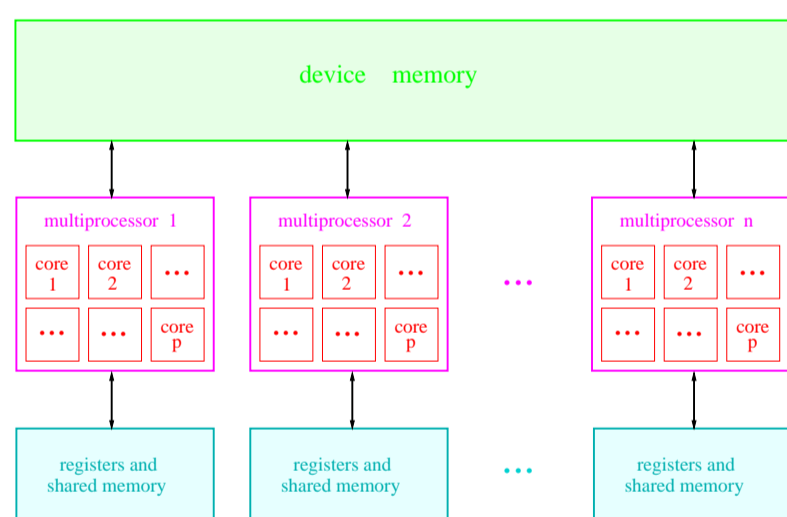 device memory
multiprocessor 1
core
1
core
2
...
...
...
core
p
multiprocessor 2
core
1
core
2
...
...
...
core
p
...
multiprocessor n
core
1
core
2
...
...
...
core
p
registers and
shared memory
registers and
shared memory
...
registers and
shared memory